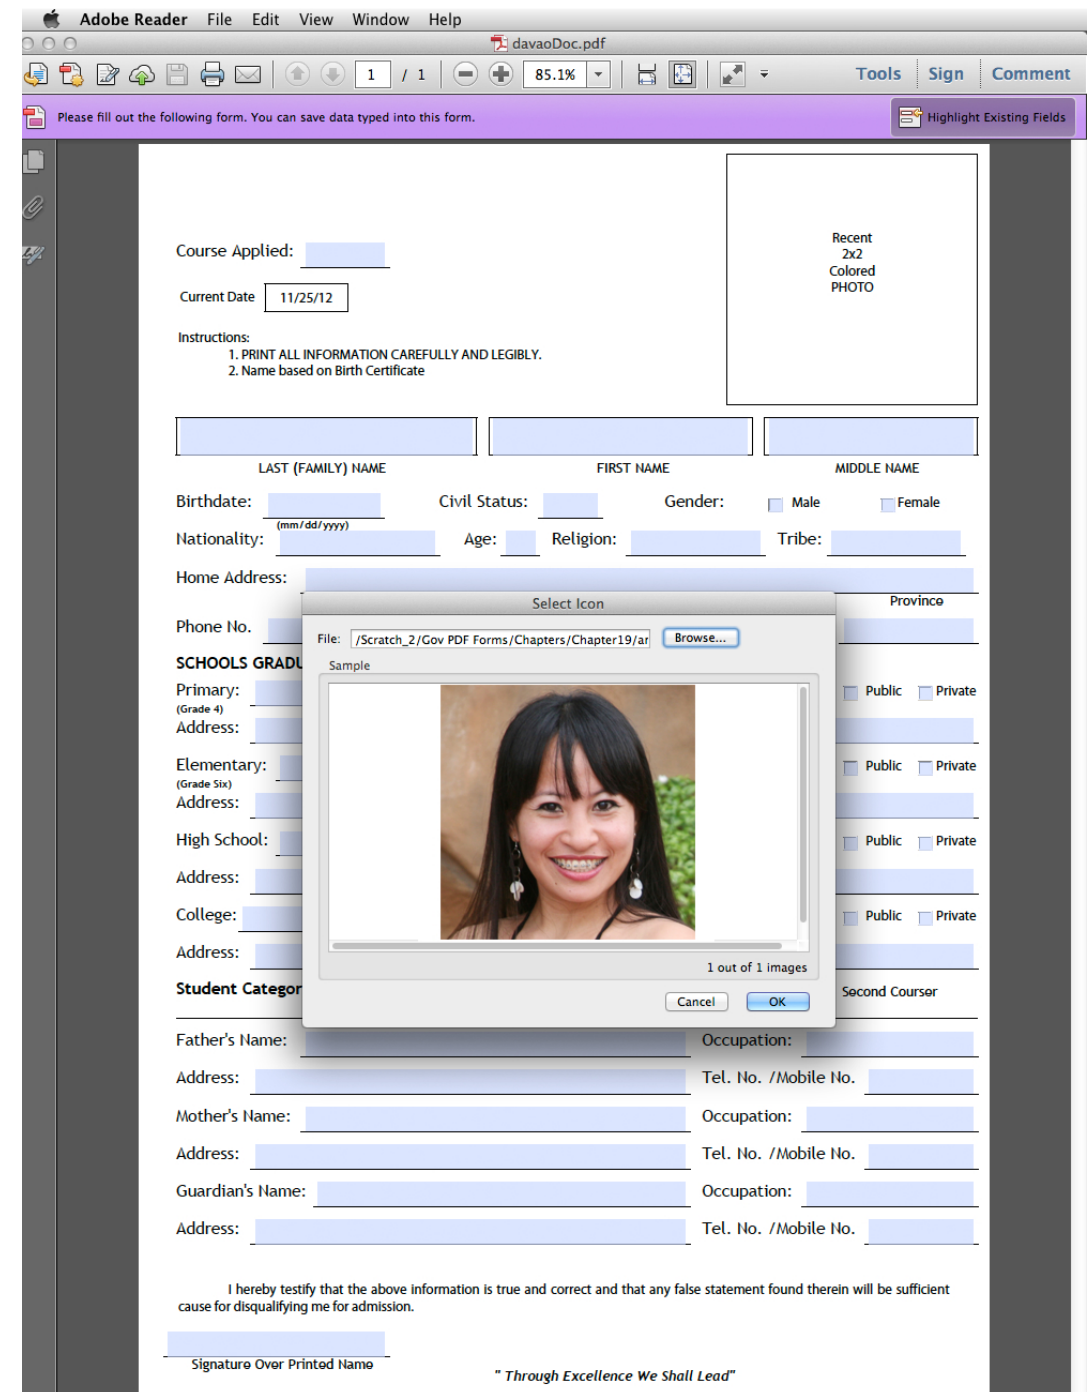 Adobe Reader File Edit View Window Help
davaoDoc.pdf
1 / 1 85.1% Tools Sign Comment
Please fill out the following form. You can save data typed into this form. Highlight Existing Fields
Recent
2x2
Colored
PHOTO
Course Applied:
Current Date 11/25/12
Instructions:
1. PRINT ALL INFORMATION CAREFULLY AND LEGIBLY.
2. Name based on Birth Certificate
LAST (FAMILY) NAME FIRST NAME MIDDLE NAME
Birthdate: Civil Status: Gender: Male Female
(mm/dd/yyyy)
Nationality: Age: Religion: Tribe:
Home Address:
Province
Phone No.
Select Icon
File: /Scratch_2/Gov PDF Forms/Chapters/Chapter19/ar Browse...
Sample
1 out of 1 images
Cancel OK
SCHOOLS GRADU
Primary: Public Private
(Grade 4)
Address:
Elementary: Public Private
(Grade Six)
Address:
High School: Public Private
Address:
College: Public Private
Address:
Student Categor Second Courser
Father's Name: Occupation:
Address: Tel. No. /Mobile No.
Mother's Name: Occupation:
Address: Tel. No. /Mobile No.
Guardian's Name: Occupation:
Address: Tel. No. /Mobile No.
I hereby testify that the above information is true and correct and that any false statement found therein will be sufficient
cause for disqualifying me for admission.
Signature Over Printed Name
" Through Excellence We Shall Lead"